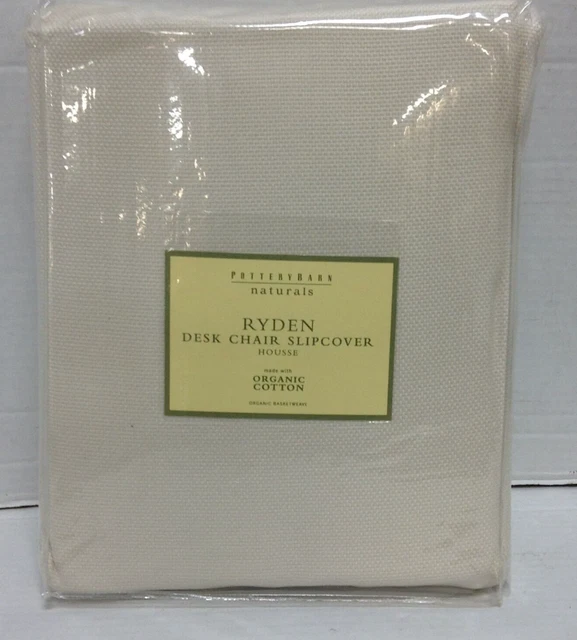 POTTERYBARN
naturals
RYDEN
DESK CHAIR SLIPCOVER
HOUSSE
made with
ORGANIC
COTTON
ORGANIC BASKETWEAVE